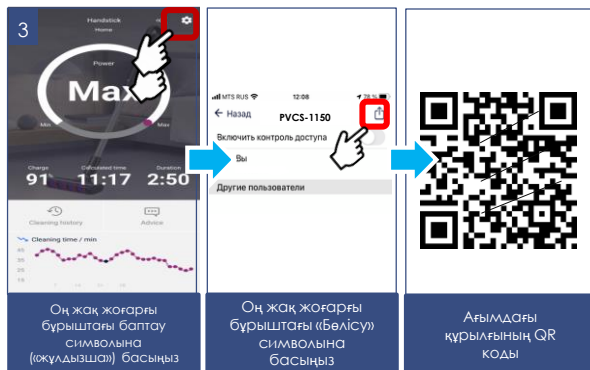 3
Handstick
Home
Power
Max
Min
Max
Charge
Calculated time
Duration
91
11:17
2:50
Cleaning history
Advice
Cleaning time / min
Оң жақ жоғарғы
бұрыштағы баптау
символына
(«жұлдызша») басыңыз
MTS RUS
12:08
78 %
Назад
PVCS-1150
Включить контроль доступа
Вы
Другие пользователи
Оң жақ жоғарғы
бұрыштағы «Бөлісу»
символына
басыңыз
Ағымдағы
құрылғының QR
коды